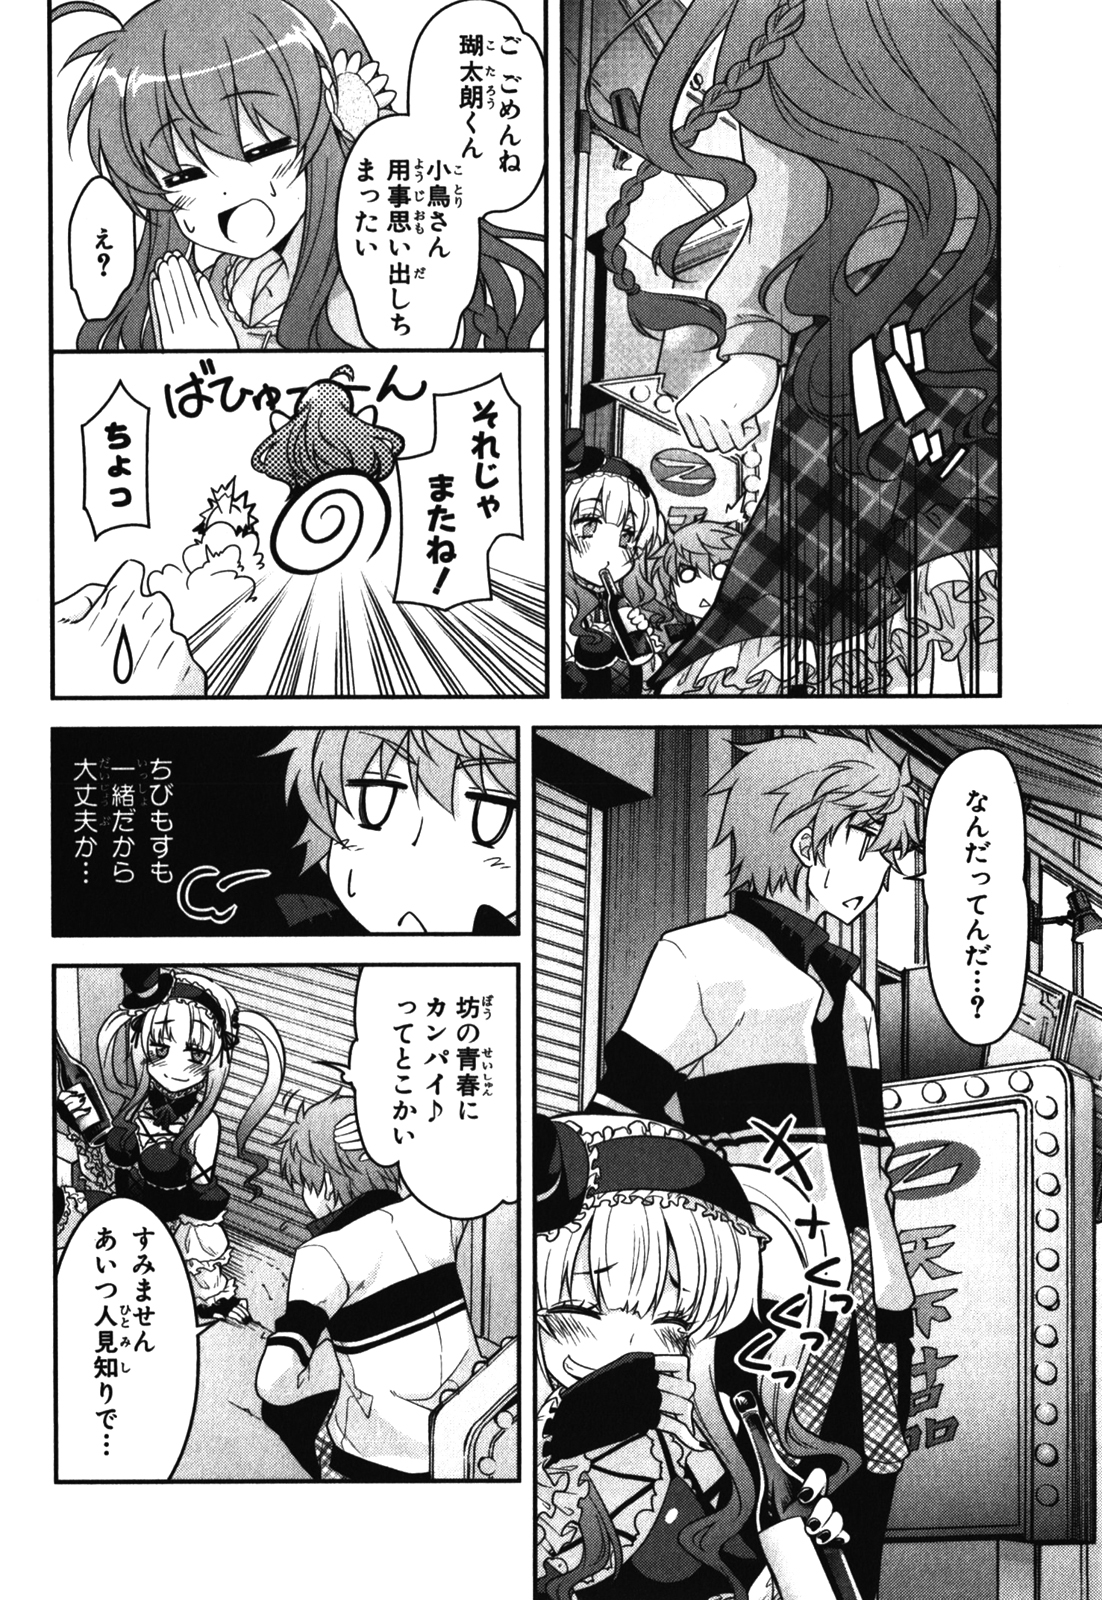 ご ごめんね
瑚太朗くん
小鳥さん
用事思い出しち
まったい
え?
それじゃ
またね!
ばひゅーーん
ちょっ
なんだってんだ…?
メメナー
くくっくっ
ちびもすも
一緒だから
大丈夫か…
坊の青春に
カンパイ♪
ってとこかい
すみません
あいつ人見知りで…